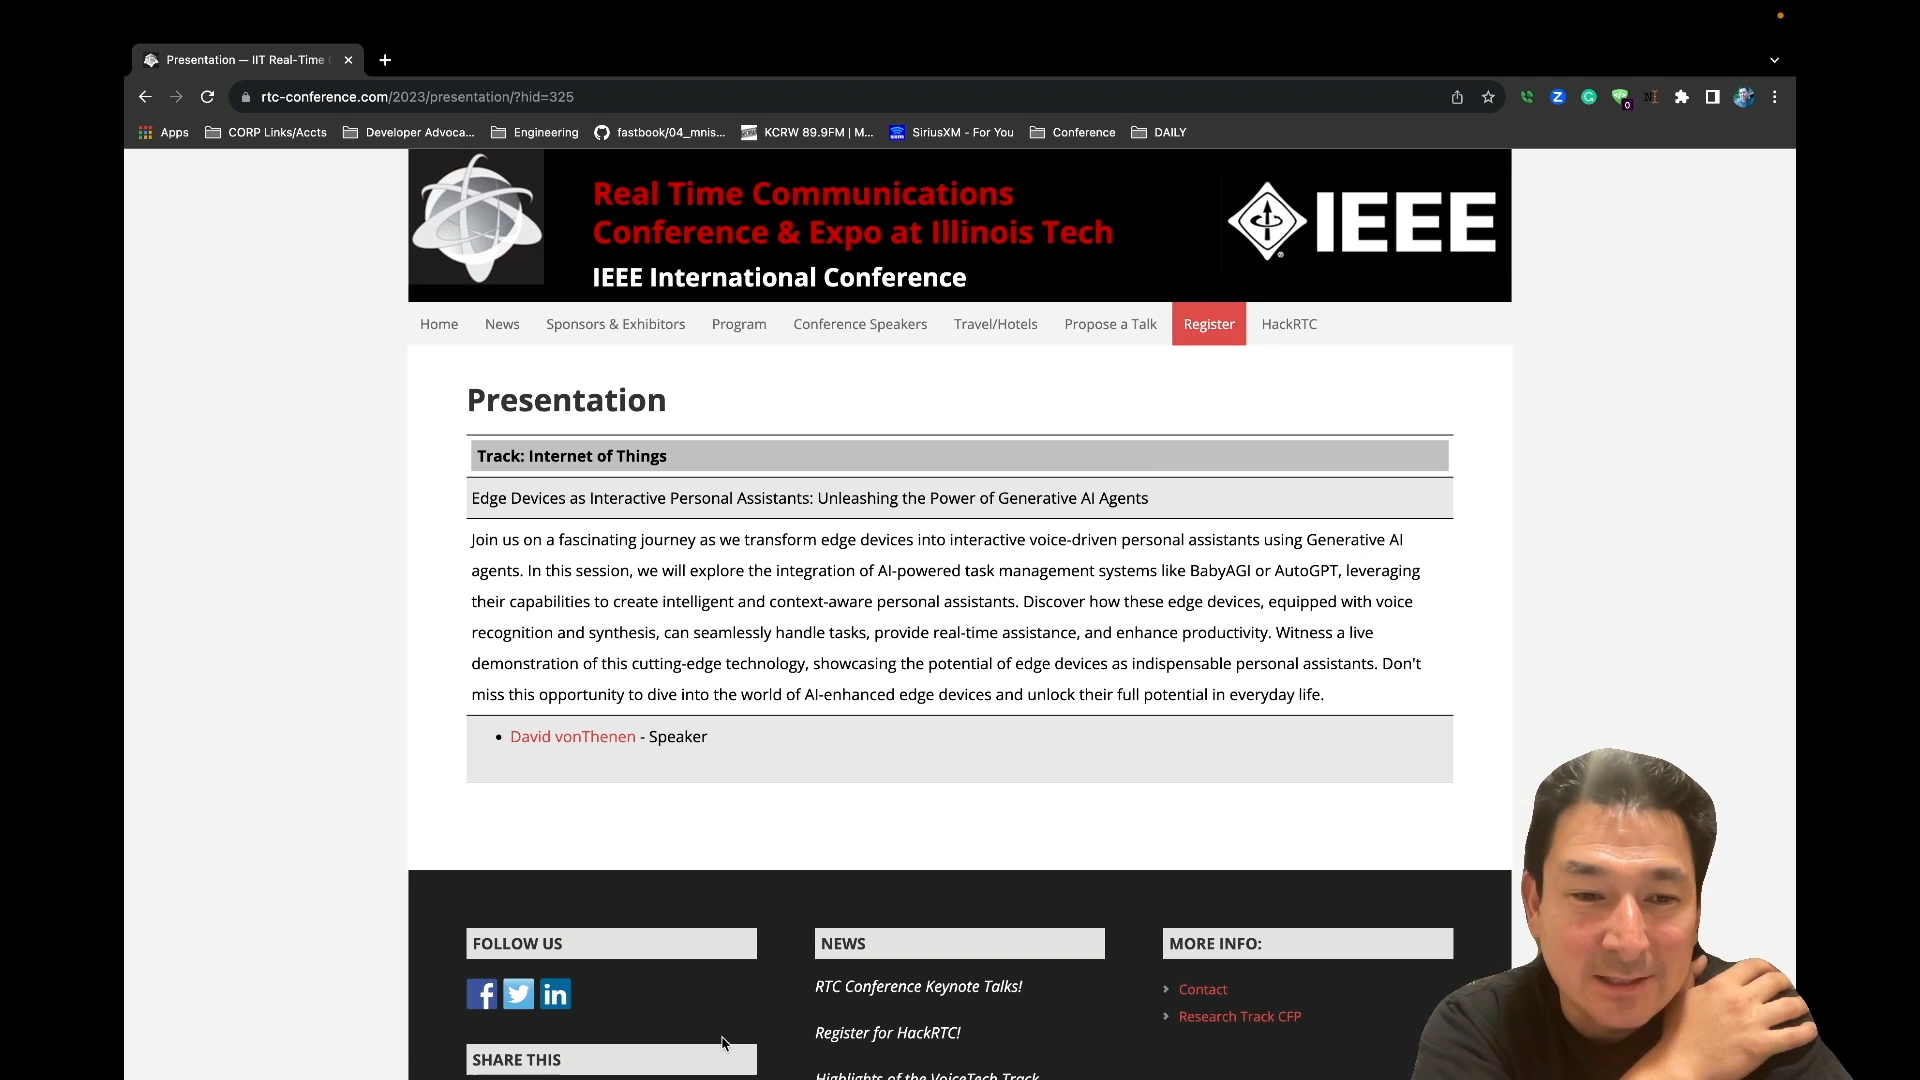 Presentation — IIT Real-Time
rtc-conference.com/2023/presentation/?hid=325
0
Apps
CORP Links/Accts
Developer Advoca...
Engineering
fastbook/04_mnis...
KCRW 89.9FM | M...
SiriusXM - For You
Conference
DAILY
Real Time Communications
Conference & Expo at Illinois Tech
IEEE International Conference
IEEE
Home
News
Sponsors & Exhibitors
Program
Conference Speakers
Travel/Hotels
Propose a Talk
Register
HackRTC
Presentation
Track: Internet of Things
Edge Devices as Interactive Personal Assistants: Unleashing the Power of Generative AI Agents
Join us on a fascinating journey as we transform edge devices into interactive voice-driven personal assistants using Generative AI
agents. In this session, we will explore the integration of AI-powered task management systems like BabyAGI or AutoGPT, leveraging
their capabilities to create intelligent and context-aware personal assistants. Discover how these edge devices, equipped with voice
recognition and synthesis, can seamlessly handle tasks, provide real-time assistance, and enhance productivity. Witness a live
demonstration of this cutting-edge technology, showcasing the potential of edge devices as indispensable personal assistants. Don't
miss this opportunity to dive into the world of AI-enhanced edge devices and unlock their full potential in everyday life.
David vonThenen - Speaker
FOLLOW US
SHARE THIS
NEWS
RTC Conference Keynote Talks!
Register for HackRTC!
Highlights of the VoiceTech Track
MORE INFO:
Contact
Research Track CFP